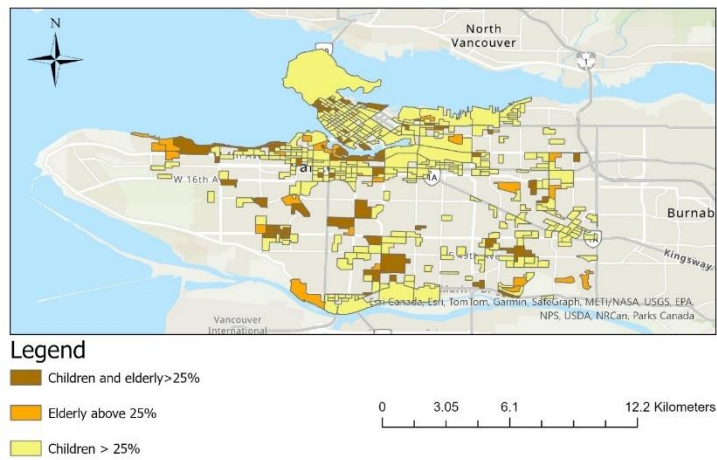 N
North
Vancouver
1
W 16th A
1A
Burnab
Kingsway
Esri Canada, Esri, TomTom, Garmin, SafeGraph, METI/NASA, USGS, EPA,
NPS, USDA, NRCan, Parks Canada
Vancouver
International
Legend
Children and elderly>25%
Elderly above 25%
Children > 25%
0 3.05 6.1 12.2 Kilometers